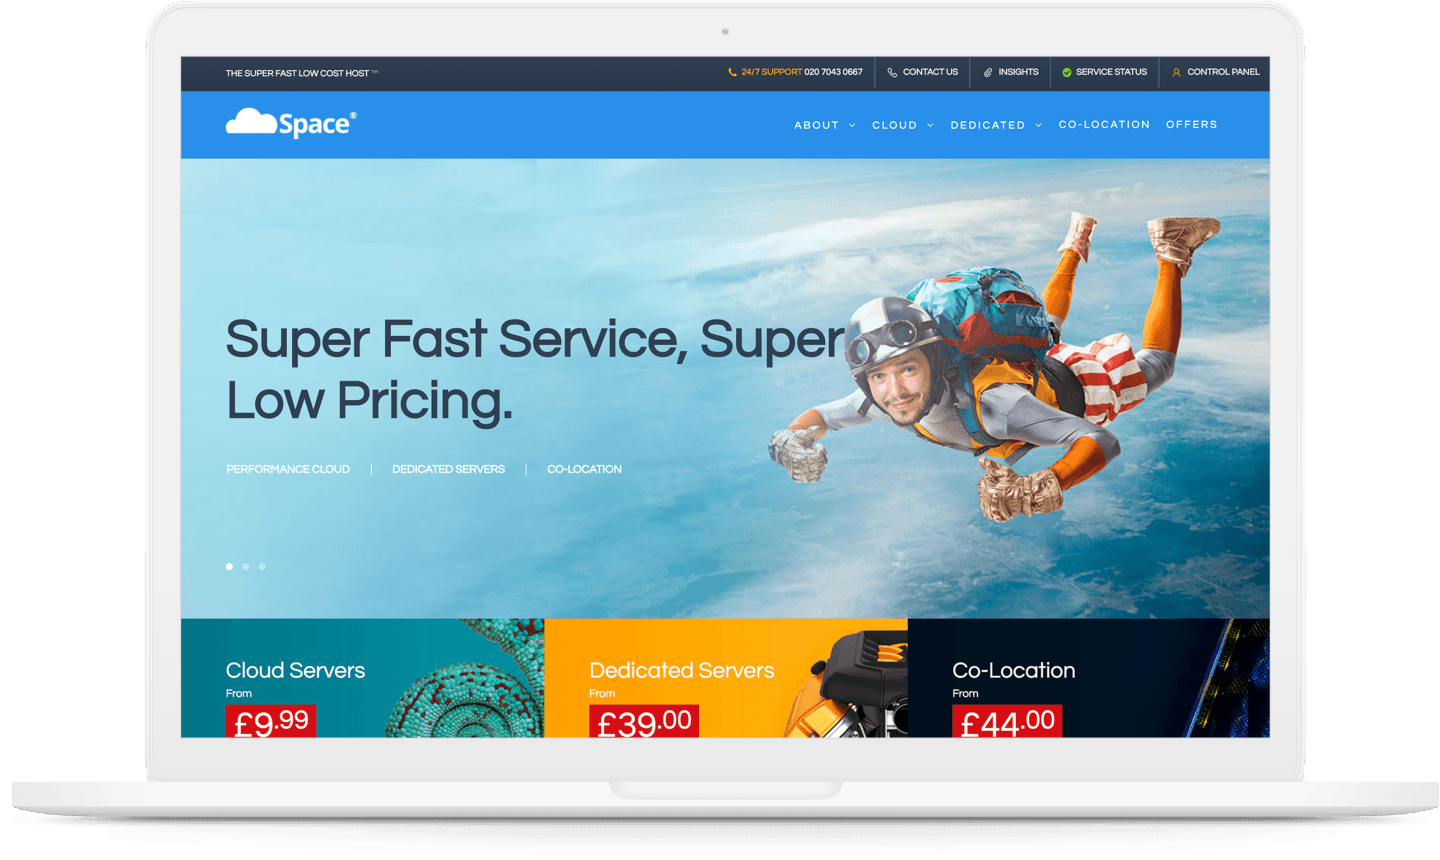 THE SUPER FAST LOW COST HOST ™
24/7 SUPPORT 020 7043 0667
CONTACT US
INSIGHTS
SERVICE STATUS
CONTROL PANEL
Space®
ABOUT
CLOUD
DEDICATED
CO-LOCATION
OFFERS
Super Fast Service, Super
Low Pricing.
PERFORMANCE CLOUD | DEDICATED SERVERS | CO-LOCATION
Cloud Servers
From
£9.99
Dedicated Servers
From
£39.00
Co-Location
From
£44.00